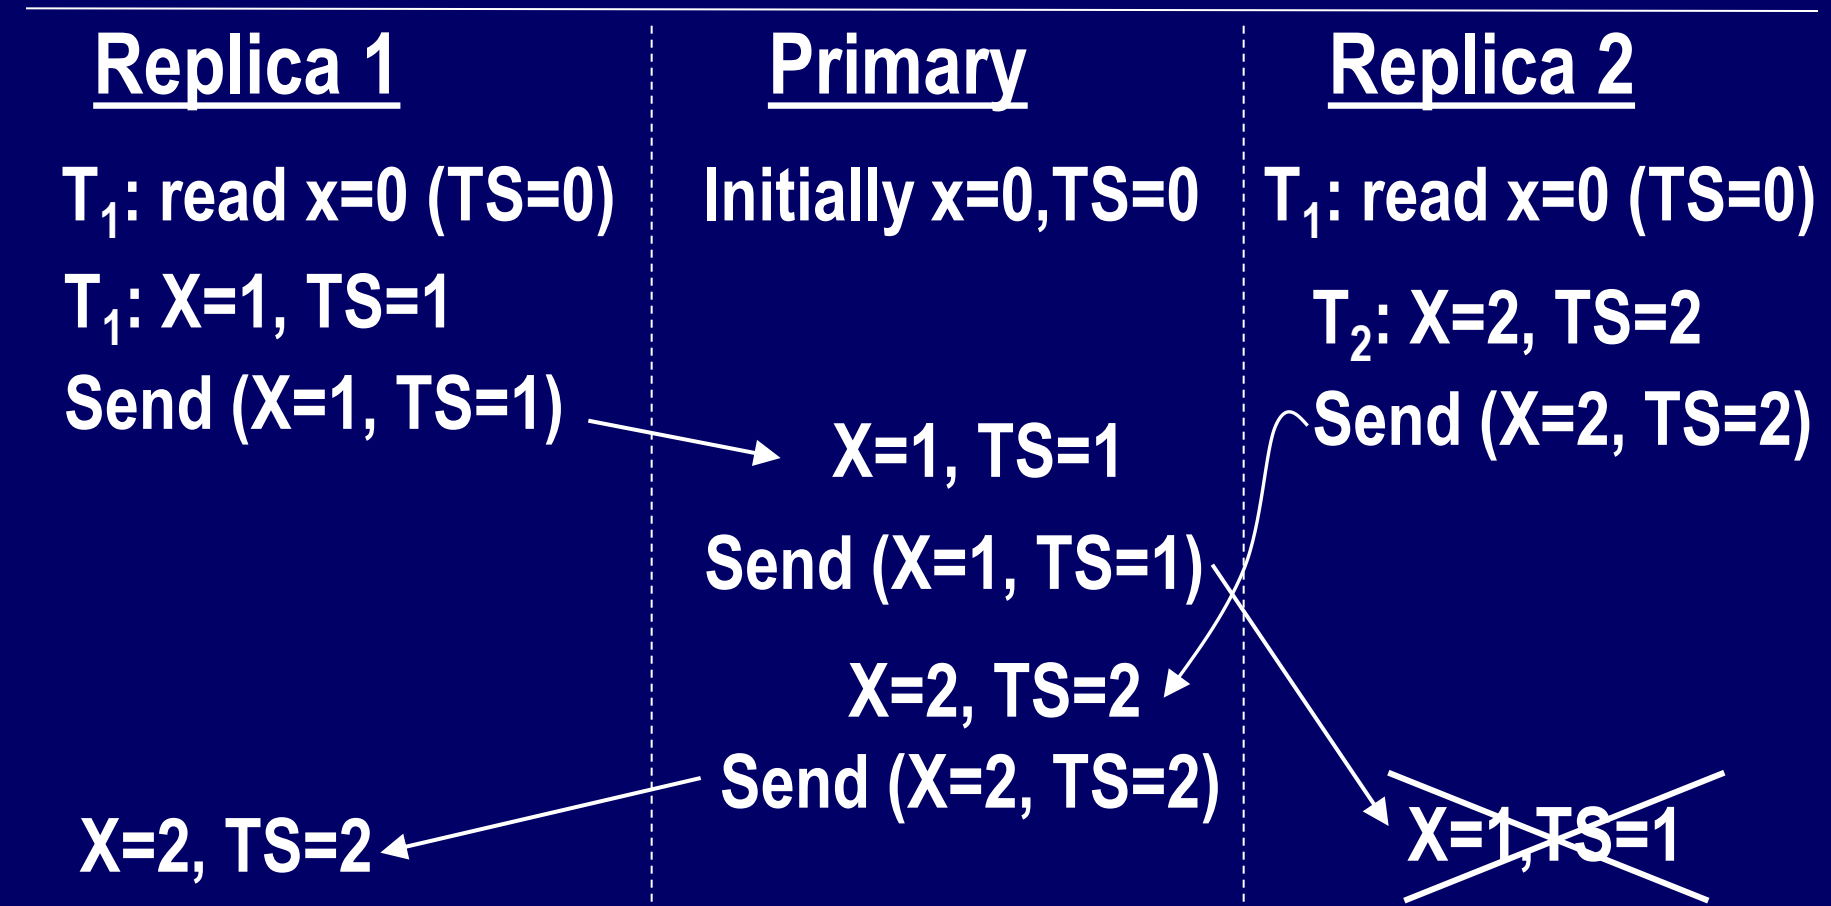 Replica 1
T₁: read x=0 (TS=0)
T₁: X=1, TS=1
Send (X=1, TS=1)
X=2, TS=2
Primary
Initially x=0,TS=0
X=1, TS=1
Send (X=1, TS=1)
X=2, TS=2
Send (X=2, TS=2)
Replica 2
T₁: read x=0 (TS=0)
T₂: X=2, TS=2
Send (X=2, TS=2)
X=1,TS=1